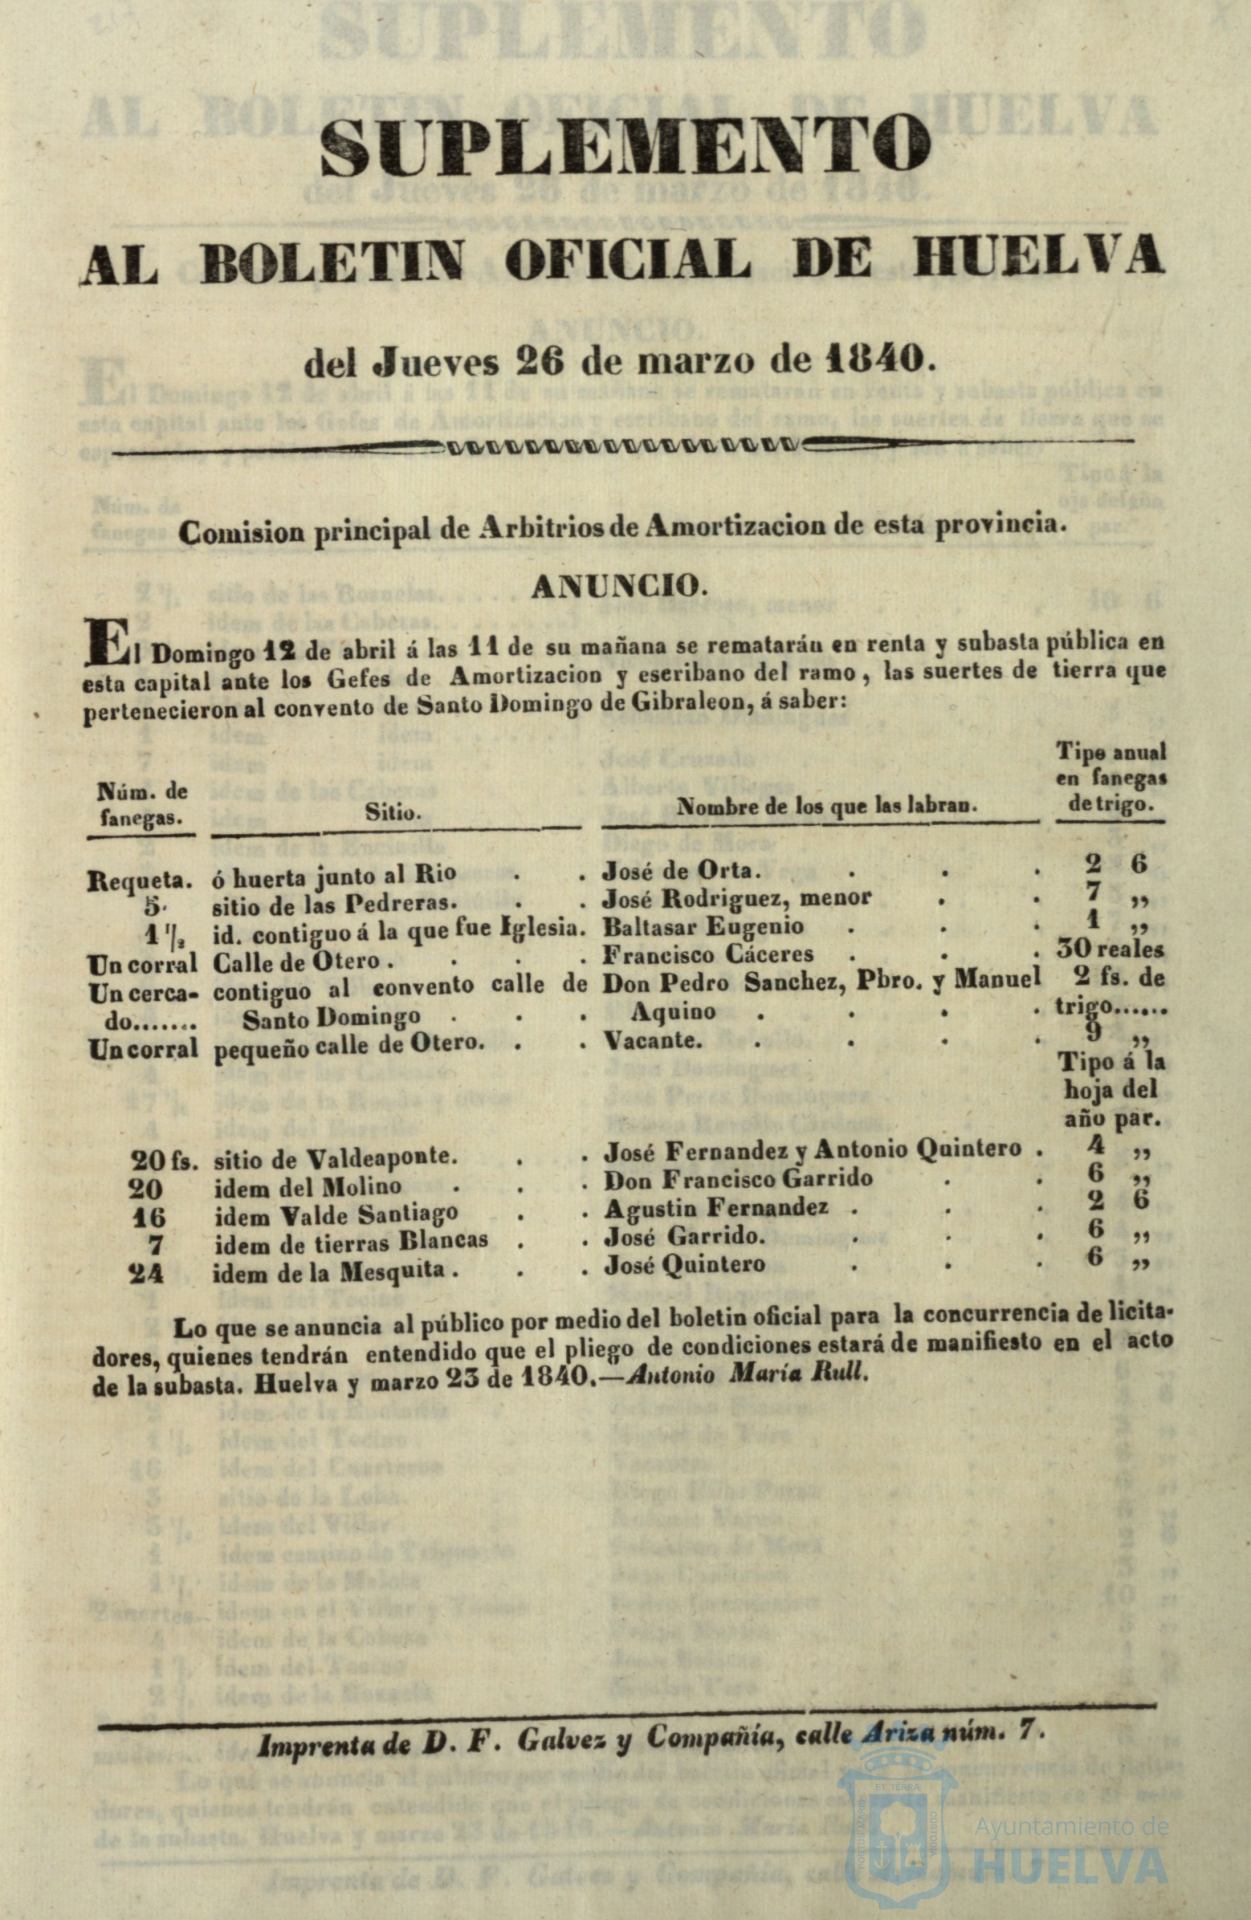 SUPLEMENTO
AL BOLETIN OFICIAL DE HUELVA
del Jueves 26 de marzo de 1840.
Comision principal de Arbitrios de Amortizacion de esta provincia.
ANUNCIO.
El Domingo 12 de abril á las 11 de su mañana se rematarán en renta y subasta pública en
esta capital ante los Gefes de Amortizacion y escribano del ramo, las suertes de tierra que
pertenecieron al convento de Santo Domingo de Gibraleon, á saber:
Núm. de fanegas. Sitio. Nombre de los que las labran. Tipo anual en fanegas de trigo.
Requeta. ó huerta junto al Rio . . José de Orta. . . . 2 6
5. sitio de las Pedreras. . . José Rodriguez, menor . . 7 ,,
1 1/2 id. contiguo á la que fue Iglesia. Baltasar Eugenio . . . 1 ,,
Un corral Calle de Otero . . . . Francisco Cáceres . . . 30 reales
Un cerca- contiguo al convento calle de Don Pedro Sanchez, Pbro. y Manuel 2 fs. de
do....... Santo Domingo . . . Aquino . . . . trigo......
Un corral pequeño calle de Otero. . . Vacante. . . . . 9 ,,
Tipo á la
hoja del
año par.
20 fs. sitio de Valdeaponte. . . José Fernandez y Antonio Quintero . 4 ,,
20 idem del Molino . . . Don Francisco Garrido . . 6 ,,
16 idem Valde Santiago . . Agustin Fernandez . . . 2 6
7 idem de tierras Blancas . . José Garrido. . . . 6 ,,
24 idem de la Mesquita . . . José Quintero . . . 6 ,,
Lo que se anuncia al público por medio del boletin oficial para la concurrencia de licita-
dores, quienes tendrán entendido que el pliego de condiciones estará de manifiesto en el acto
de la subasta. Huelva y marzo 23 de 1840.—Antonio María Rull.
Imprenta de D. F. Galvez y Compañía, calle Ariza núm. 7.
Ayuntamiento de
HUELVA